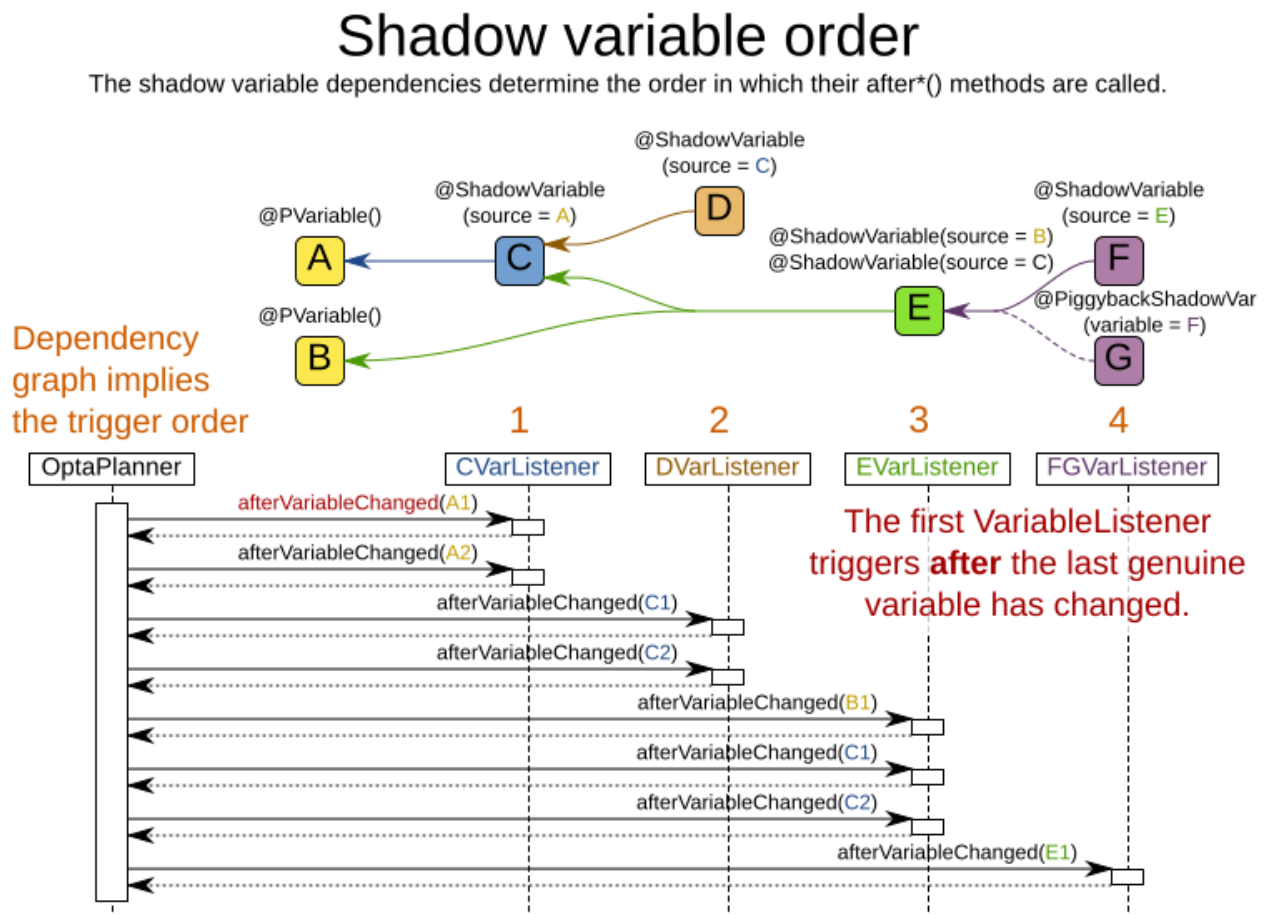 Shadow variable order
The shadow variable dependencies determine the order in which their after*() methods are called.
@ShadowVariable
(source = C)
D
@ShadowVariable
(source = A)
C
@PVariable()
A
@ShadowVariable(source = B)
@ShadowVariable(source = C)
E
@ShadowVariable
(source = E)
F
@PiggybackShadowVar
(variable = F)
G
@PVariable()
B
Dependency
graph implies
the trigger order
1
2
3
4
OptaPlanner
CVarListener
DVarListener
EVarListener
FGVarListener
afterVariableChanged(A1)
afterVariableChanged(A2)
The first VariableListener
triggers after the last genuine
variable has changed.
afterVariableChanged(C1)
afterVariableChanged(C2)
afterVariableChanged(B1)
afterVariableChanged(C1)
afterVariableChanged(C2)
afterVariableChanged(E1)